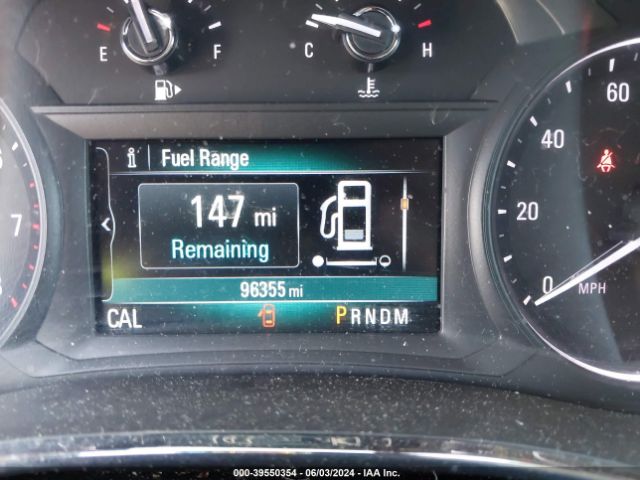 E F
C H
i Fuel Range
147 mi
Remaining
96355 mi
CAL PRNDM
7
60
40
20
0
MPH
000-39550354 - 06/03/2024 - IAA Inc.